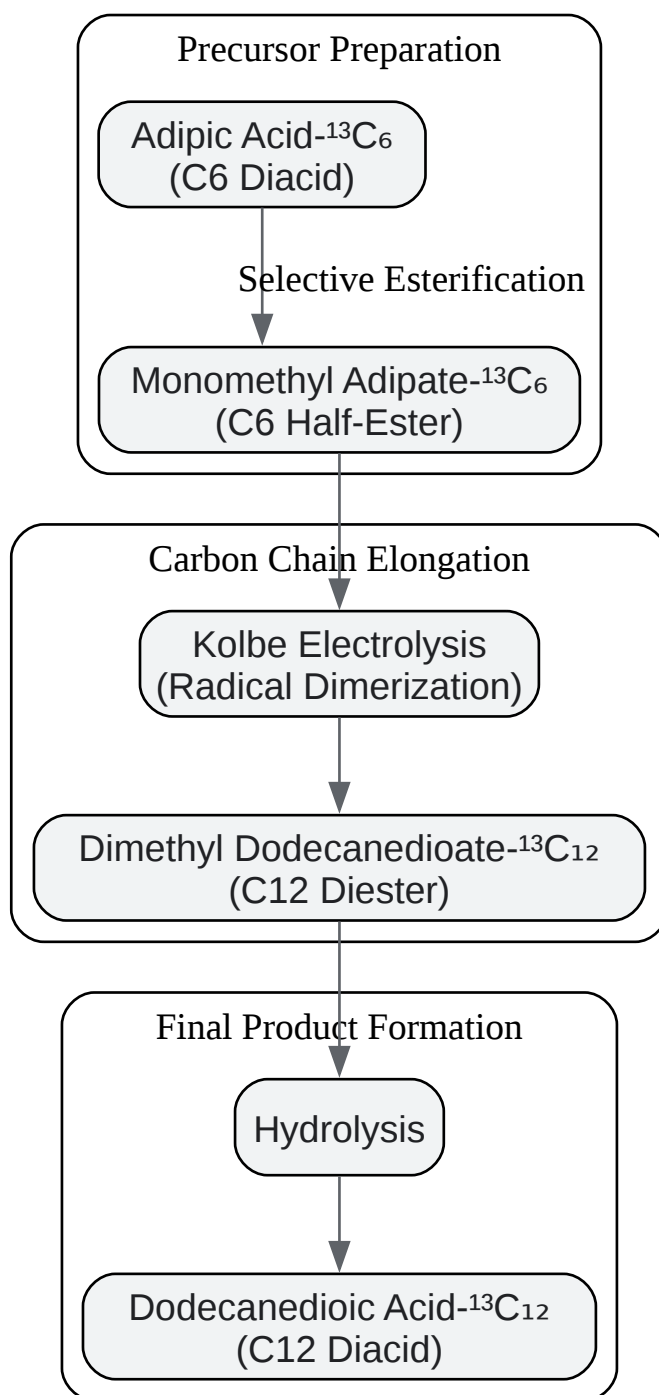 Precursor Preparation
Adipic Acid-¹³C₆
(C6 Diacid)
Selective Esterification
Monomethyl Adipate-¹³C₆
(C6 Half-Ester)
Carbon Chain Elongation
Kolbe Electrolysis
(Radical Dimerization)
Dimethyl Dodecanedioate-¹³C₁₂
(C12 Diester)
Final Product Formation
Hydrolysis
Dodecanedioic Acid-¹³C₁₂
(C12 Diacid)